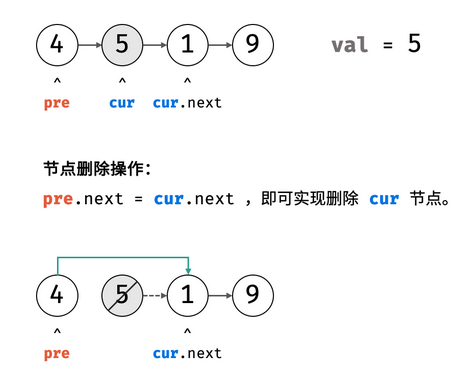 4 5 1 9 val = 5
^ ^ ^
pre cur cur.next
节点删除操作：
pre.next = cur.next ，即可实现删除 cur 节点。
4 5 1 9
^ ^
pre cur.next